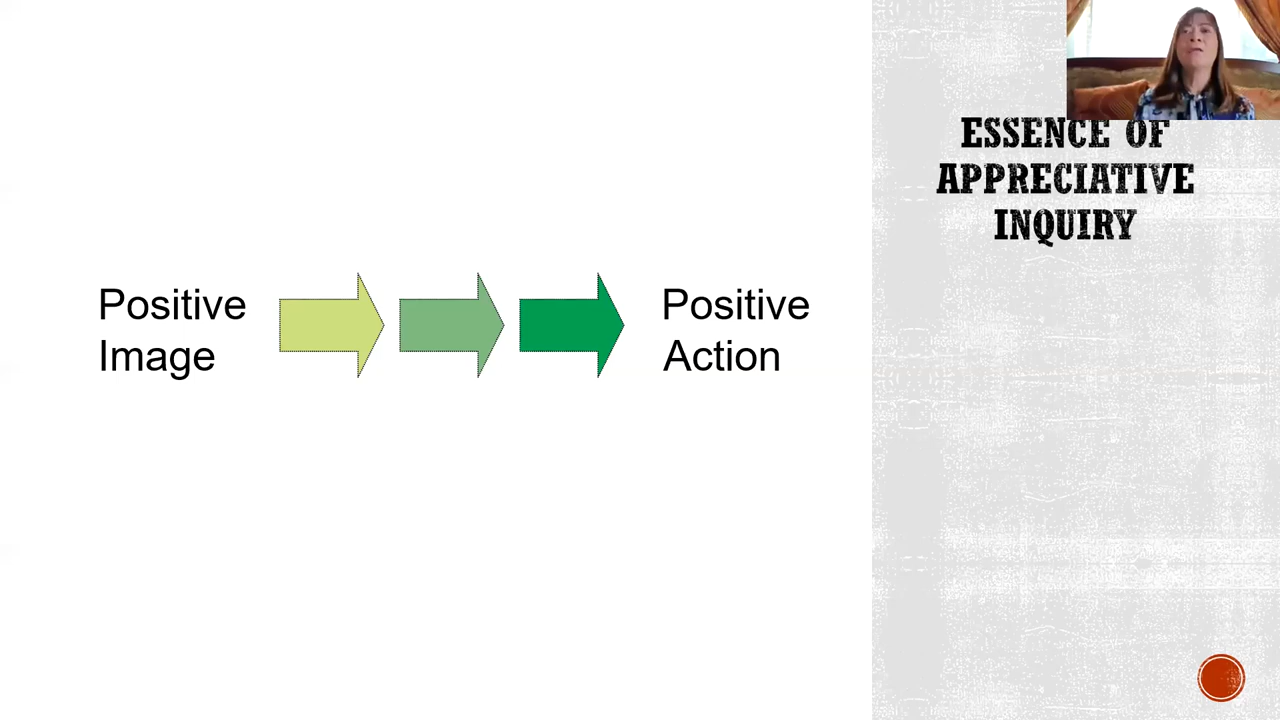 ESSENCE OF
APPRECIATIVE
INQUIRY
Positive
Image
Positive
Action